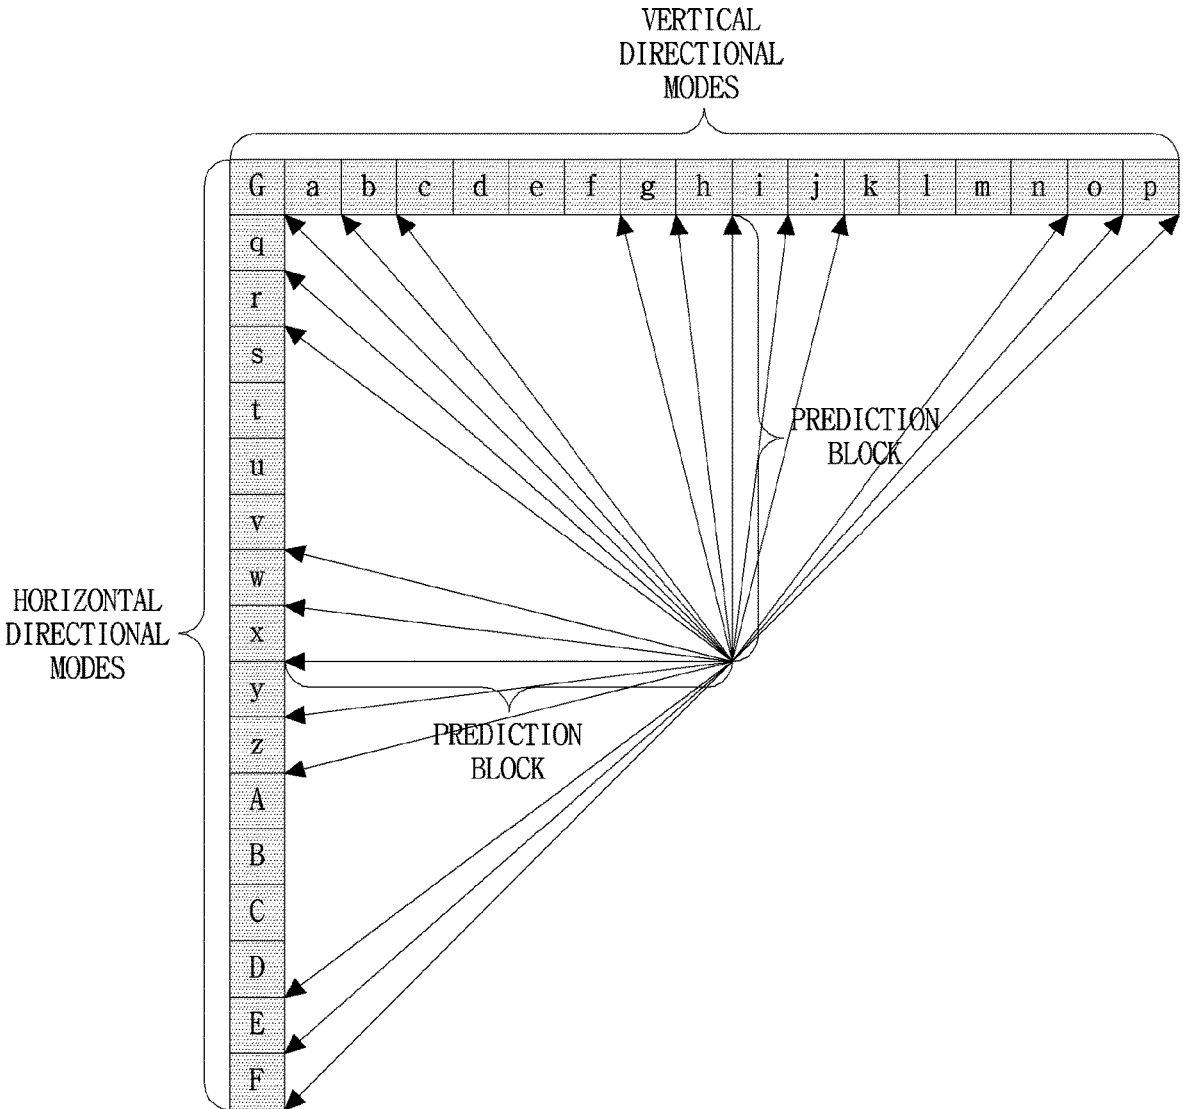 VERTICAL
DIRECTIONAL
MODES
G a b c d e f g h i j k l m n o p
q
r
s
t
u
v
w
x
y
z
A
B
C
D
E
F
PREDICTION
BLOCK
HORIZONTAL
DIRECTIONAL
MODES
PREDICTION
BLOCK